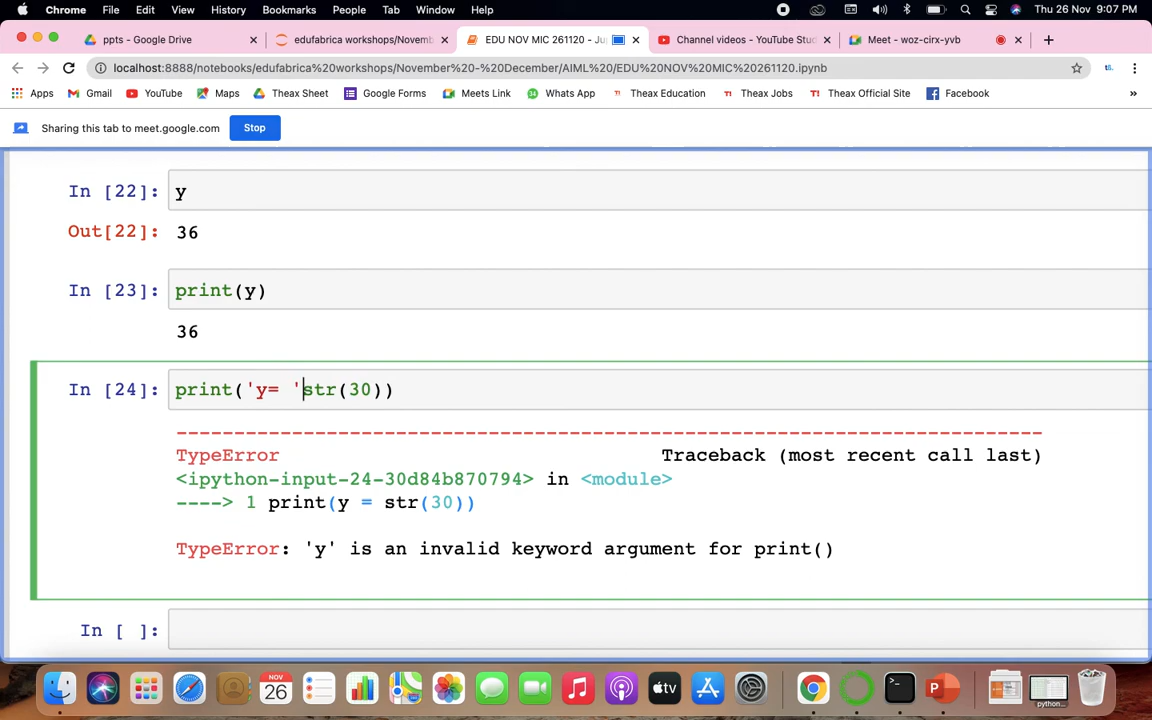 Chrome File Edit View History Bookmarks People Tab Window Help Thu 26 Nov 9:07 PM
ppts - Google Drive edufabrica workshops/Novemb EDU NOV MIC 261120 - Ju Channel videos - YouTube Stu Meet - woz-cirx-yvb
localhost:8888/notebooks/edufabrica%20workshops/November%20-%20December/AIML%20/EDU%20NOV%20MIC%20261120.ipynb
Apps Gmail YouTube Maps Theax Sheet Google Forms Meets Link Whats App Theax Education Theax Jobs Theax Official Site Facebook »
Sharing this tab to meet.google.com Stop
In [22]: y
Out[22]: 36
In [23]: print(y)
36
In [24]: print('y= 'str(30))
---------------------------------------------------------------------------
TypeError Traceback (most recent call last)
<ipython-input-24-30d84b870794> in <module>
----> 1 print(y = str(30))
TypeError: 'y' is an invalid keyword argument for print()
In [ ]:
NOV
26
tv
python